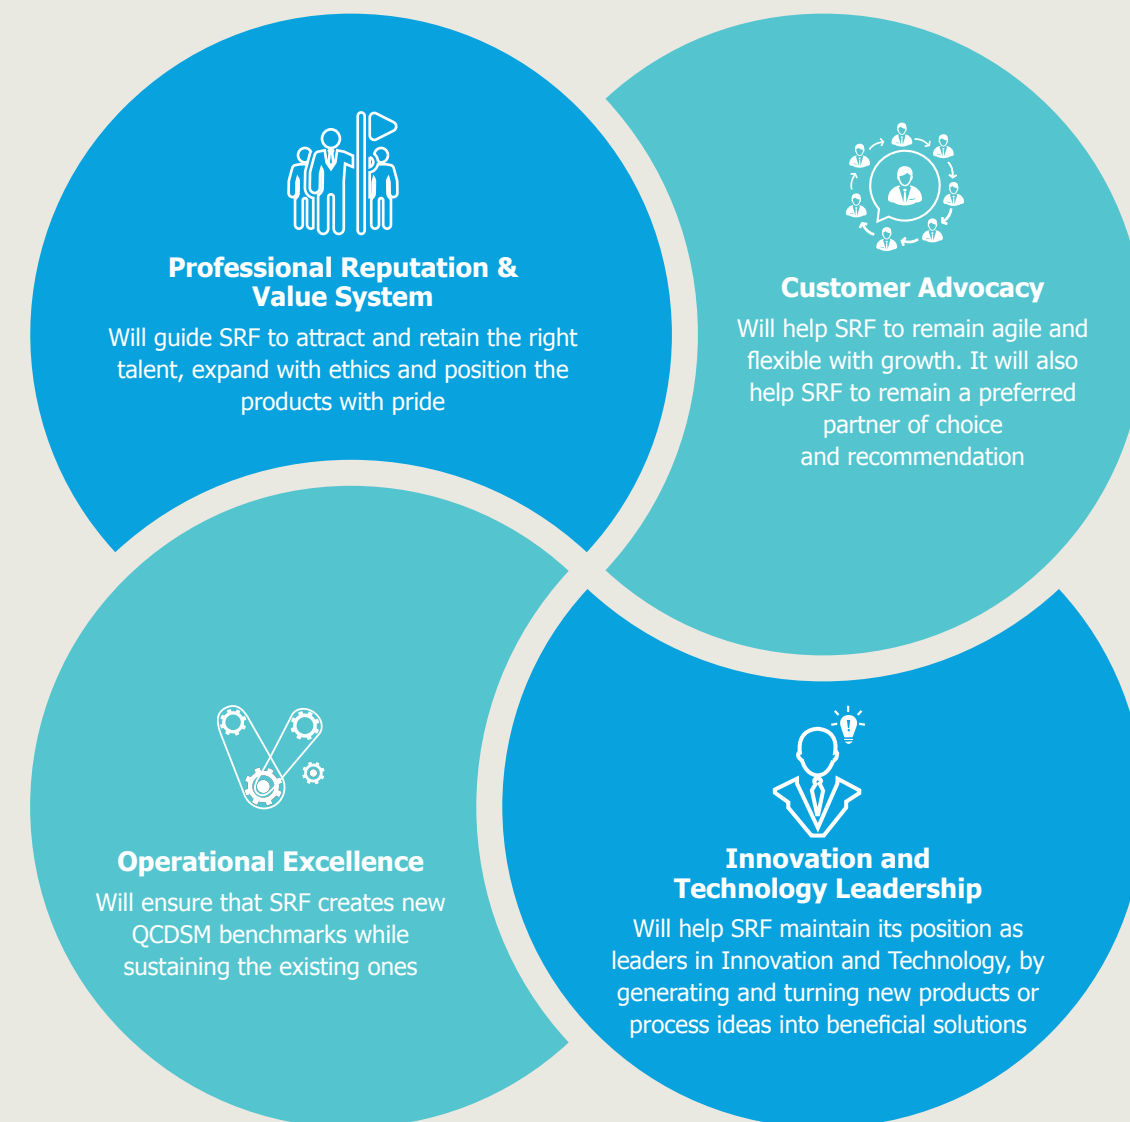 Professional Reputation &
Value System
Will guide SRF to attract and retain the right
talent, expand with ethics and position the
products with pride
Customer Advocacy
Will help SRF to remain agile and
flexible with growth. It will also
help SRF to remain a preferred
partner of choice
and recommendation
Operational Excellence
Will ensure that SRF creates new
QCDSM benchmarks while
sustaining the existing ones
Innovation and
Technology Leadership
Will help SRF maintain its position as
leaders in Innovation and Technology, by
generating and turning new products or
process ideas into beneficial solutions